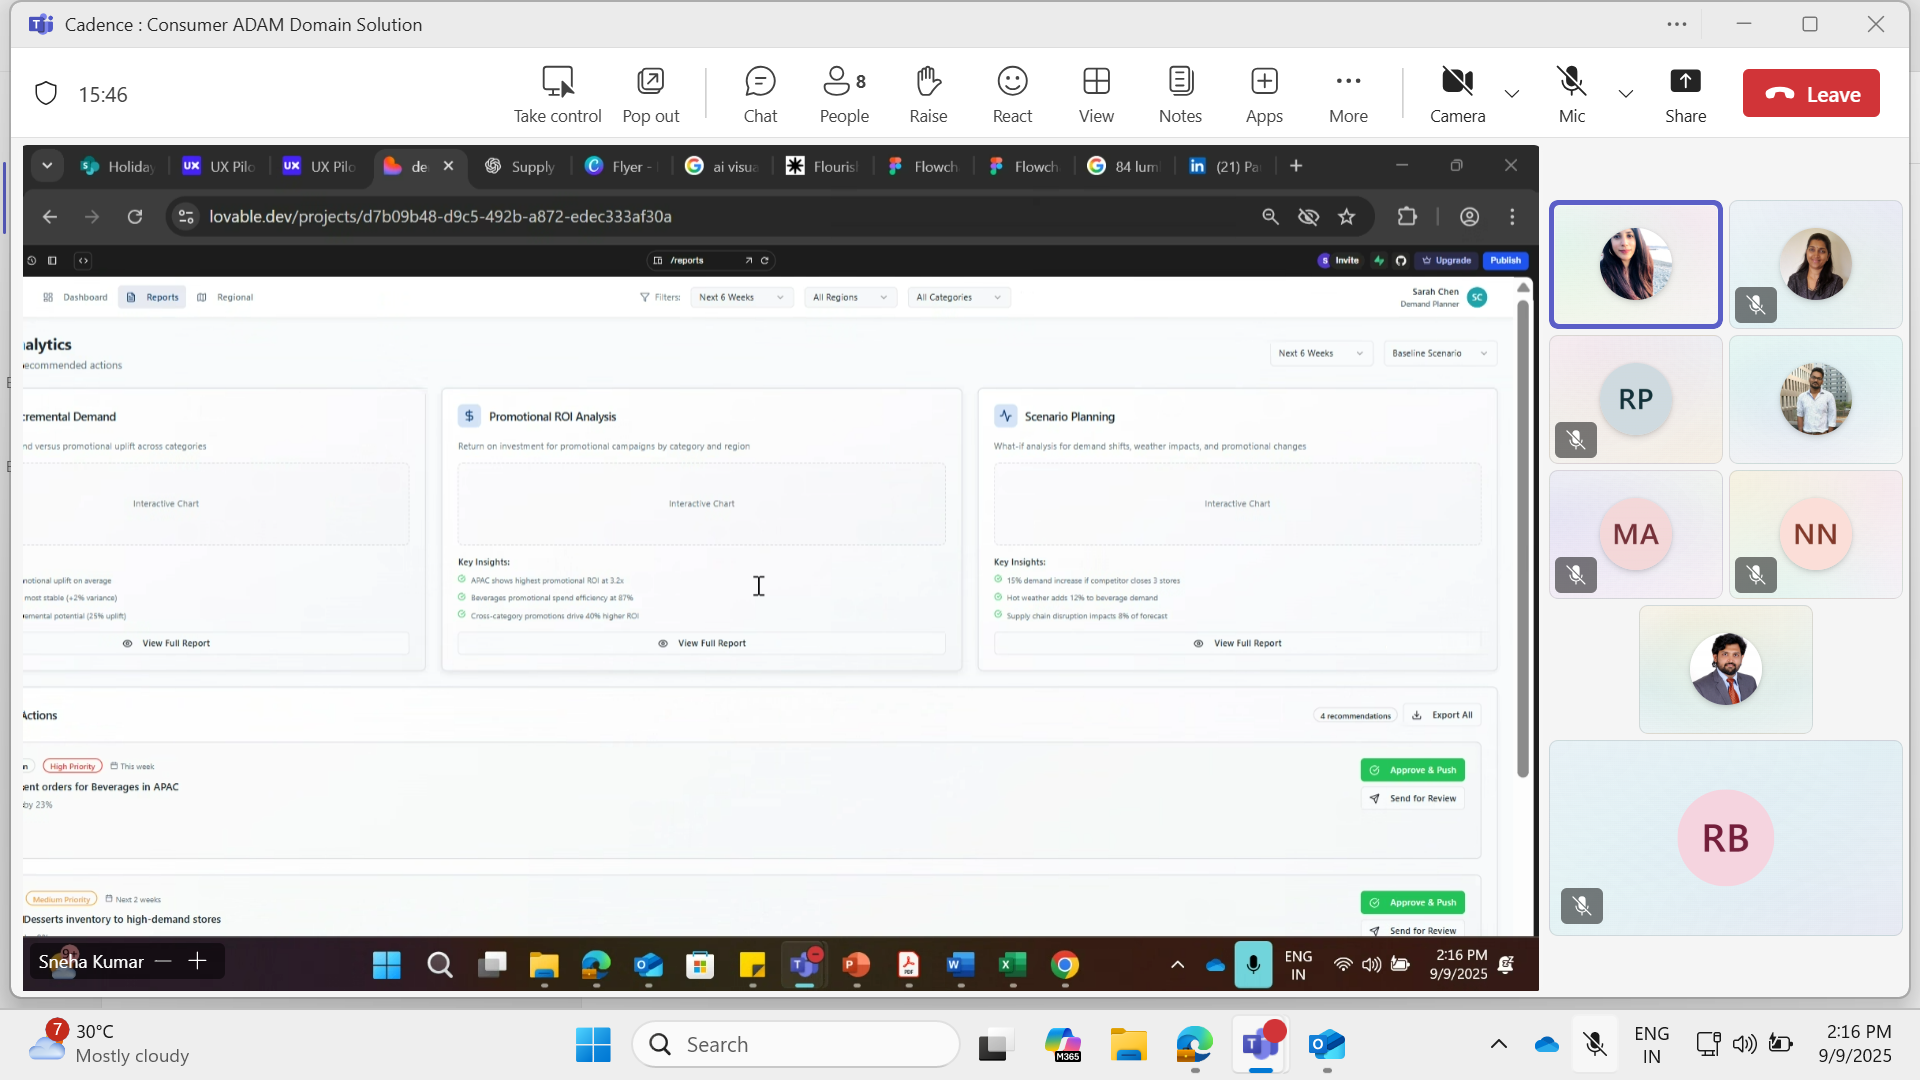 Cadence : Consumer ADAM Domain Solution
15:46
Take control
Pop out
Chat
8
People
Raise
React
View
Notes
Apps
More
Camera
Mic
Share
Leave
Holiday
UX Pilo
UX Pilo
de
Supply
Flyer -
ai visua
Flourish
Flowch
Flowch
84 lum
(21) Pa
lovable.dev/projects/d7b09b48-d9c5-492b-a872-edec333af30a
/reports
S Invite
Upgrade
Publish
Dashboard
Reports
Regional
Filters:
Next 6 Weeks
All Regions
All Categories
Sarah Chen
Demand Planner
SC
alytics
ecommended actions
Next 6 Weeks
Baseline Scenario
cremental Demand
nd versus promotional uplift across categories
Interactive Chart
notional uplift on average
most stable (+2% variance)
emental potential (25% uplift)
View Full Report
Promotional ROI Analysis
Return on investment for promotional campaigns by category and region
Interactive Chart
Key Insights:
APAC shows highest promotional ROI at 3.2x
Beverages promotional spend efficiency at 87%
Cross-category promotions drive 40% higher ROI
View Full Report
Scenario Planning
What-if analysis for demand shifts, weather impacts, and promotional changes
Interactive Chart
Key Insights:
15% demand increase if competitor closes 3 stores
Hot weather adds 12% to beverage demand
Supply chain disruption impacts 8% of forecast
View Full Report
Actions
4 recommendations
Export All
n
High Priority
This week
ent orders for Beverages in APAC
by 23%
Approve & Push
Send for Review
Medium Priority
Next 2 weeks
Desserts inventory to high-demand stores
Approve & Push
Send for Review
Sneha Kumar
ENG
IN
2:16 PM
9/9/2025
RP
MA
NN
RB
7
30°C
Mostly cloudy
Search
M365
ENG
IN
2:16 PM
9/9/2025